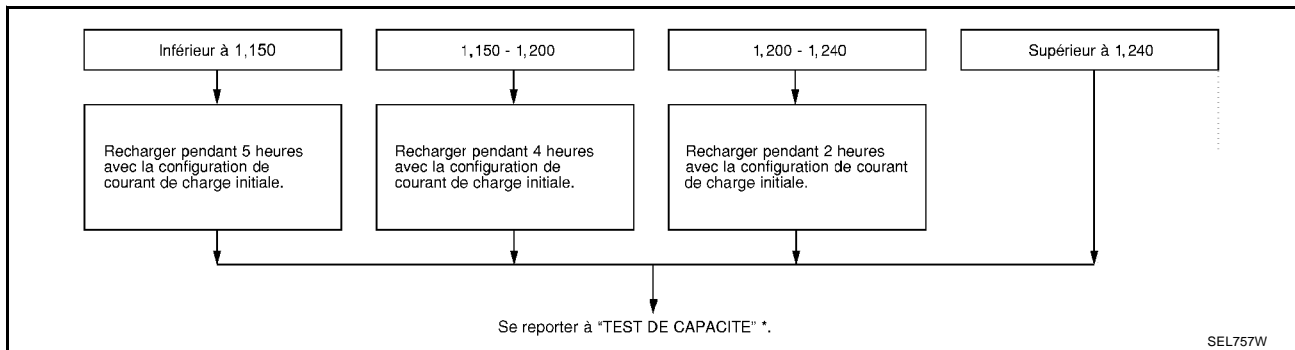 Inférieur à 1,150
1,150 - 1,200
1,200 - 1,240
Supérieur à 1,240
Recharger pendant 5 heures
avec la configuration de
courant de charge initiale.
Recharger pendant 4 heures
avec la configuration de
courant de charge initiale.
Recharger pendant 2 heures
avec la configuration de courant
de charge initiale.
Se reporter à “TEST DE CAPACITE” *.
SEL757W